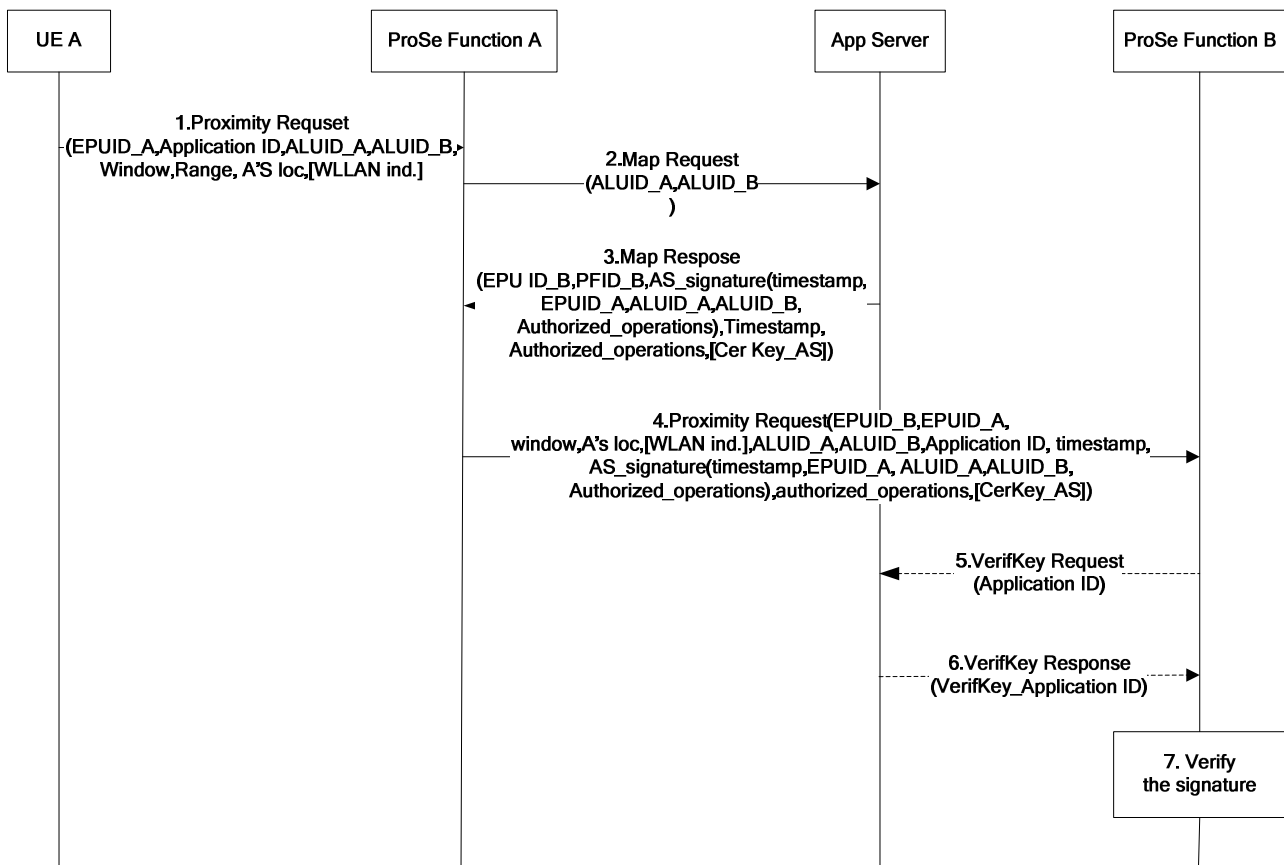 UE A
ProSe Function A
App Server
ProSe Function B
1.Proximity Requset
(EPUID_A,Application ID,ALUID_A,ALUID_B,
Window,Range, A'S loc,[WLLAN ind.]
2.Map Request
(ALUID_A,ALUID_B
)
3.Map Respose
(EPU ID_B,PFID_B,AS_signature(timestamp,
EPUID_A,ALUID_A,ALUID_B,
Authorized_operations),Timestamp,
Authorized_operations,[Cer Key_AS])
4.Proximity Request(EPUID_B,EPUID_A,
window,A's loc,[WLAN ind.],ALUID_A,ALUID_B,Application ID, timestamp,
AS_signature(timestamp,EPUID_A, ALUID_A,ALUID_B,
Authorized_operations),authorized_operations,[CerKey_AS])
5.VerifKey Request
(Application ID)
6.VerifKey Response
(VerifKey_Application ID)
7. Verify
the signature